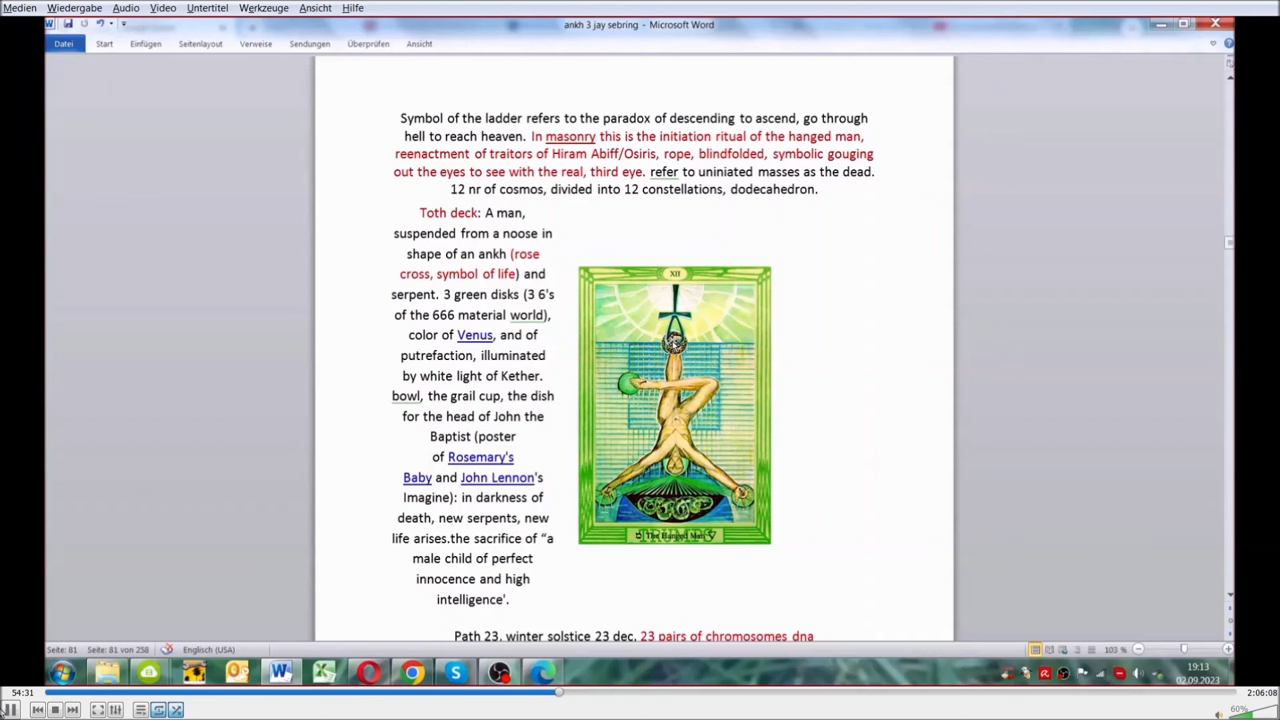 Medien Wiedergabe Audio Video Untertitel Werkzeuge Ansicht Hilfe
ankh 3 jay sebring - Microsoft Word
Datei Start Einfügen Seitenlayout Verweise Sendungen Überprüfen Ansicht
Symbol of the ladder refers to the paradox of descending to ascend, go through
hell to reach heaven. In masonry this is the initiation ritual of the hanged man,
reenactment of traitors of Hiram Abiff/Osiris, rope, blindfolded, symbolic gouging
out the eyes to see with the real, third eye. refer to uniniated masses as the dead.
12 nr of cosmos, divided into 12 constellations, dodecahedron.
Toth deck: A man,
suspended from a noose in
shape of an ankh (rose
cross, symbol of life) and
serpent. 3 green disks (3 6's
of the 666 material world),
color of Venus, and of
putrefaction, illuminated
by white light of Kether.
bowl, the grail cup, the dish
for the head of John the
Baptist (poster
of Rosemary's
Baby and John Lennon's
Imagine): in darkness of
death, new serpents, new
life arises.the sacrifice of “a
male child of perfect
innocence and high
intelligence'.
XII
The Hanged Man
TRUMPS
Path 23. winter solstice 23 dec. 23 pairs of chromosomes dna
Seite: 81 Seite: 81 von 258 Englisch (USA) 103 %
19:13
02.09.2023
54:31 2:06:08
60%